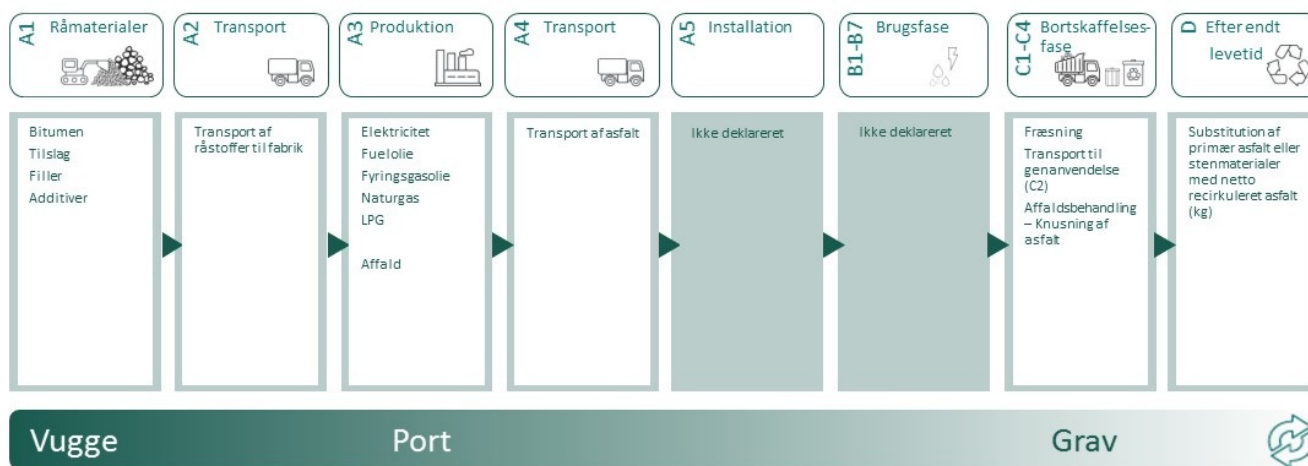 A1 Råmaterialer
A2 Transport
A3 Produktion
A4 Transport
A5 Installation
B1-B7 Brugsfase
C1-C4 Bortskaffelses-
fase
D Efter endt
levetid
Bitumen
Tilslag
Filler
Additiver
Transport af
råstoffer til fabrik
Elektricitet
Fuelolie
Fyringsgasolie
Naturgas
LPG
Affald
Transport af asfalt
Ikke deklareret
Ikke deklareret
Fræsning
Transport til
genanvendelse
(C2)
Affaldsbehandling
– Knusning af
asfalt
Substitution af
primær asfalt eller
stenmaterialer
med netto
recirkuleret asfalt
(kg)
Vugge
Port
Grav